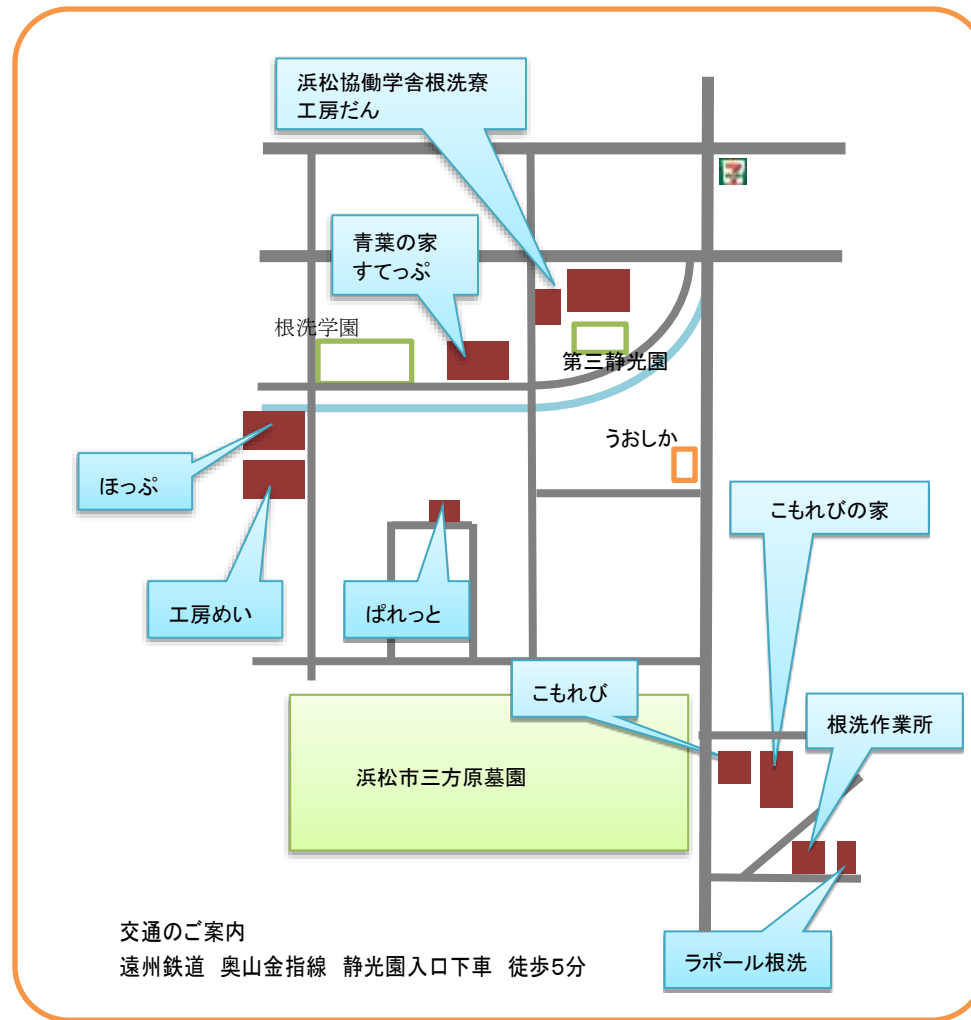 浜松協働学舎根洗寮
工房だん
青葉の家
すてっぷ
根洗学園
第三静光園
うおしか
ほっぷ
こもれびの家
工房めい
ぱれっと
こもれび
根洗作業所
浜松市三方原墓園
ラポール根洗
交通のご案内
遠州鉄道 奥山金指線 静光園入口下車 徒歩5分